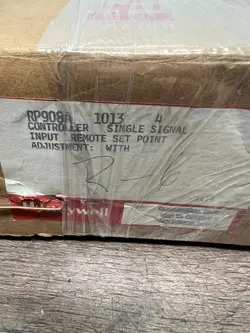 RP908A 1013 4
CONTROLLER SINGLE SIGNAL
INPUT REMOTE SET POINT
ADJUSTMENT: WITH